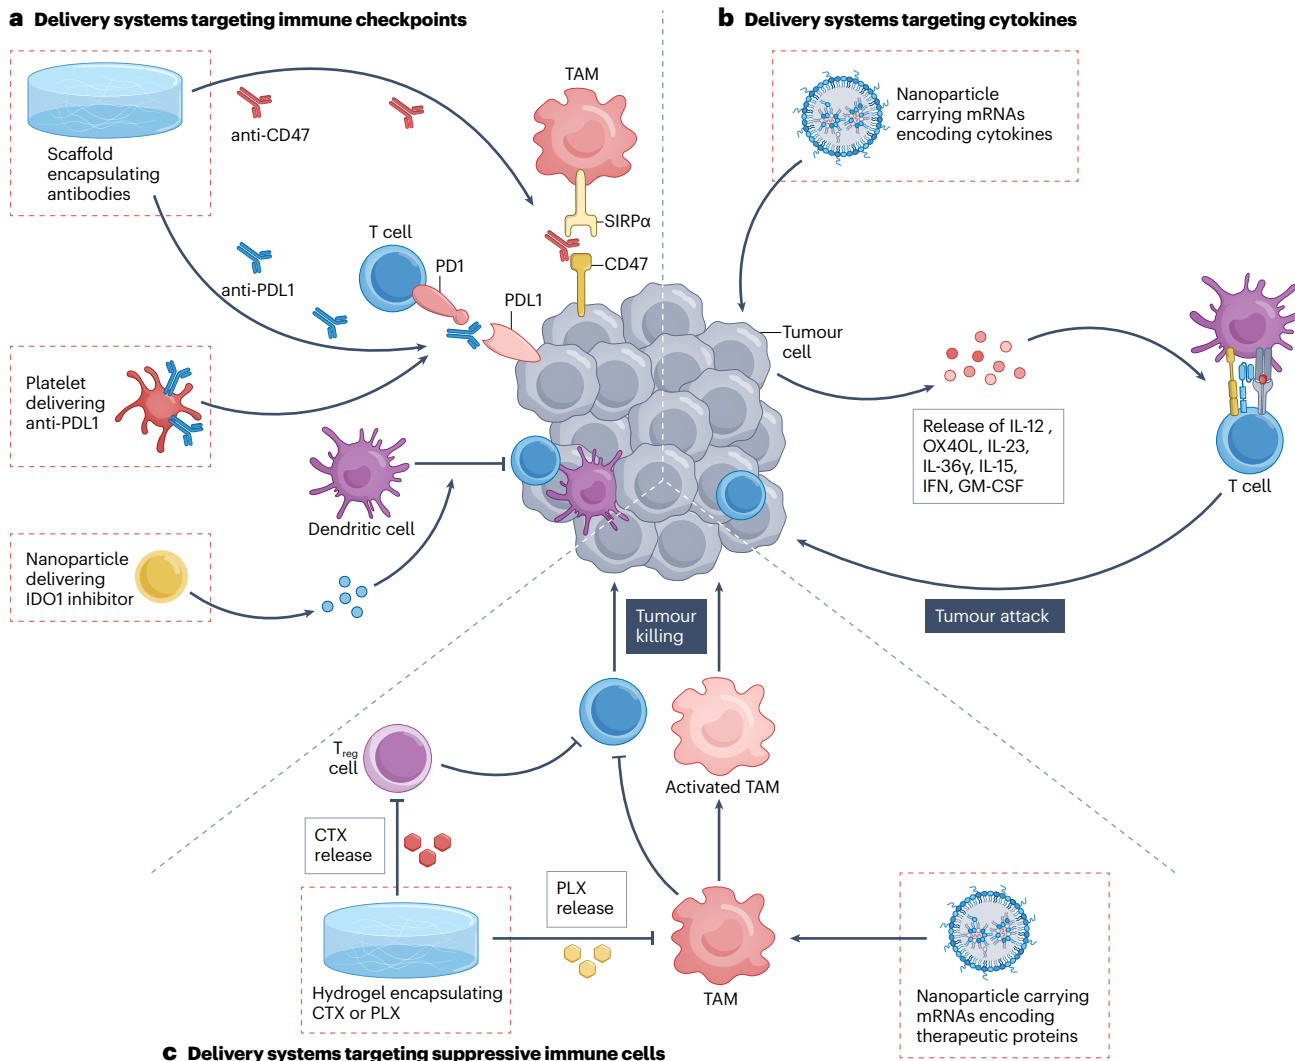 a Delivery systems targeting immune checkpoints
Scaffold
encapsulating
antibodies
anti-CD47
anti-PDL1
TAM
SIRPα
CD47
T cell
PD1
PDL1
Platelet
delivering
anti-PDL1
Dendritic cell
Nanoparticle
delivering
IDO1 inhibitor
b Delivery systems targeting cytokines
Nanoparticle
carrying mRNAs
encoding cytokines
Tumour
cell
Release of IL-12 ,
OX40L, IL-23,
IL-36γ, IL-15,
IFN, GM-CSF
T cell
Tumour attack
Tumour
killing
Treg
cell
Activated TAM
CTX
release
PLX
release
Hydrogel encapsulating
CTX or PLX
TAM
Nanoparticle carrying
mRNAs encoding
therapeutic proteins
c Delivery systems targeting suppressive immune cells